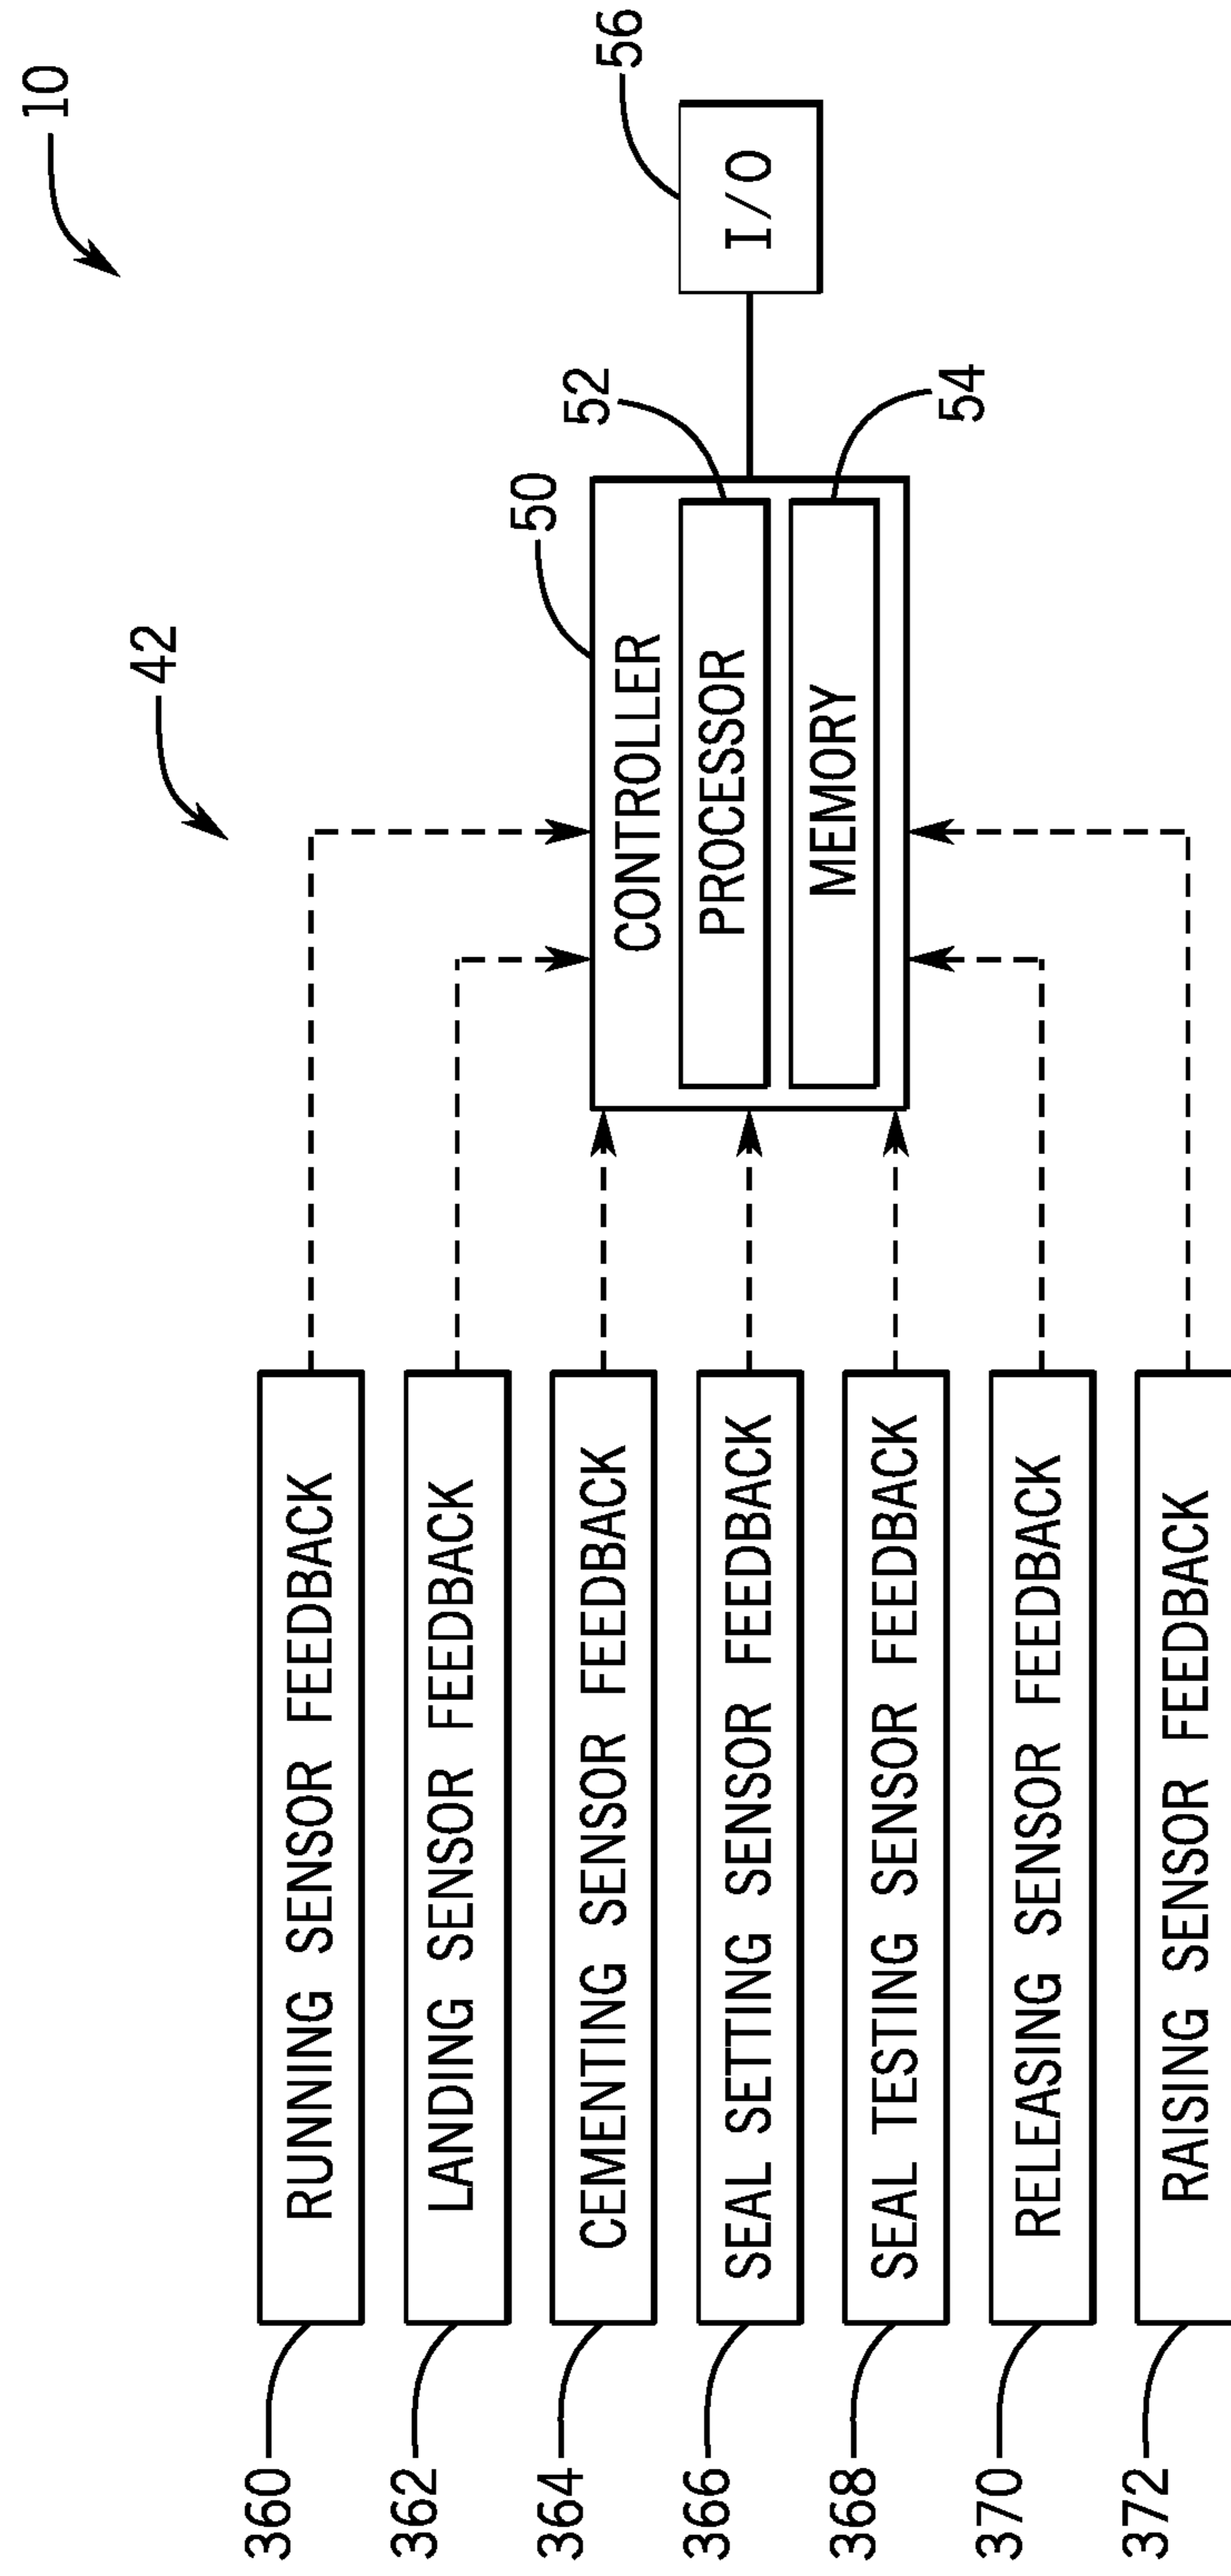 10
42
360
RUNNING SENSOR FEEDBACK
362
LANDING SENSOR FEEDBACK
364
CEMENTING SENSOR FEEDBACK
366
SEAL SETTING SENSOR FEEDBACK
368
SEAL TESTING SENSOR FEEDBACK
370
RELEASING SENSOR FEEDBACK
372
RAISING SENSOR FEEDBACK
50
CONTROLLER
52
PROCESSOR
MEMORY
54
56
I/O